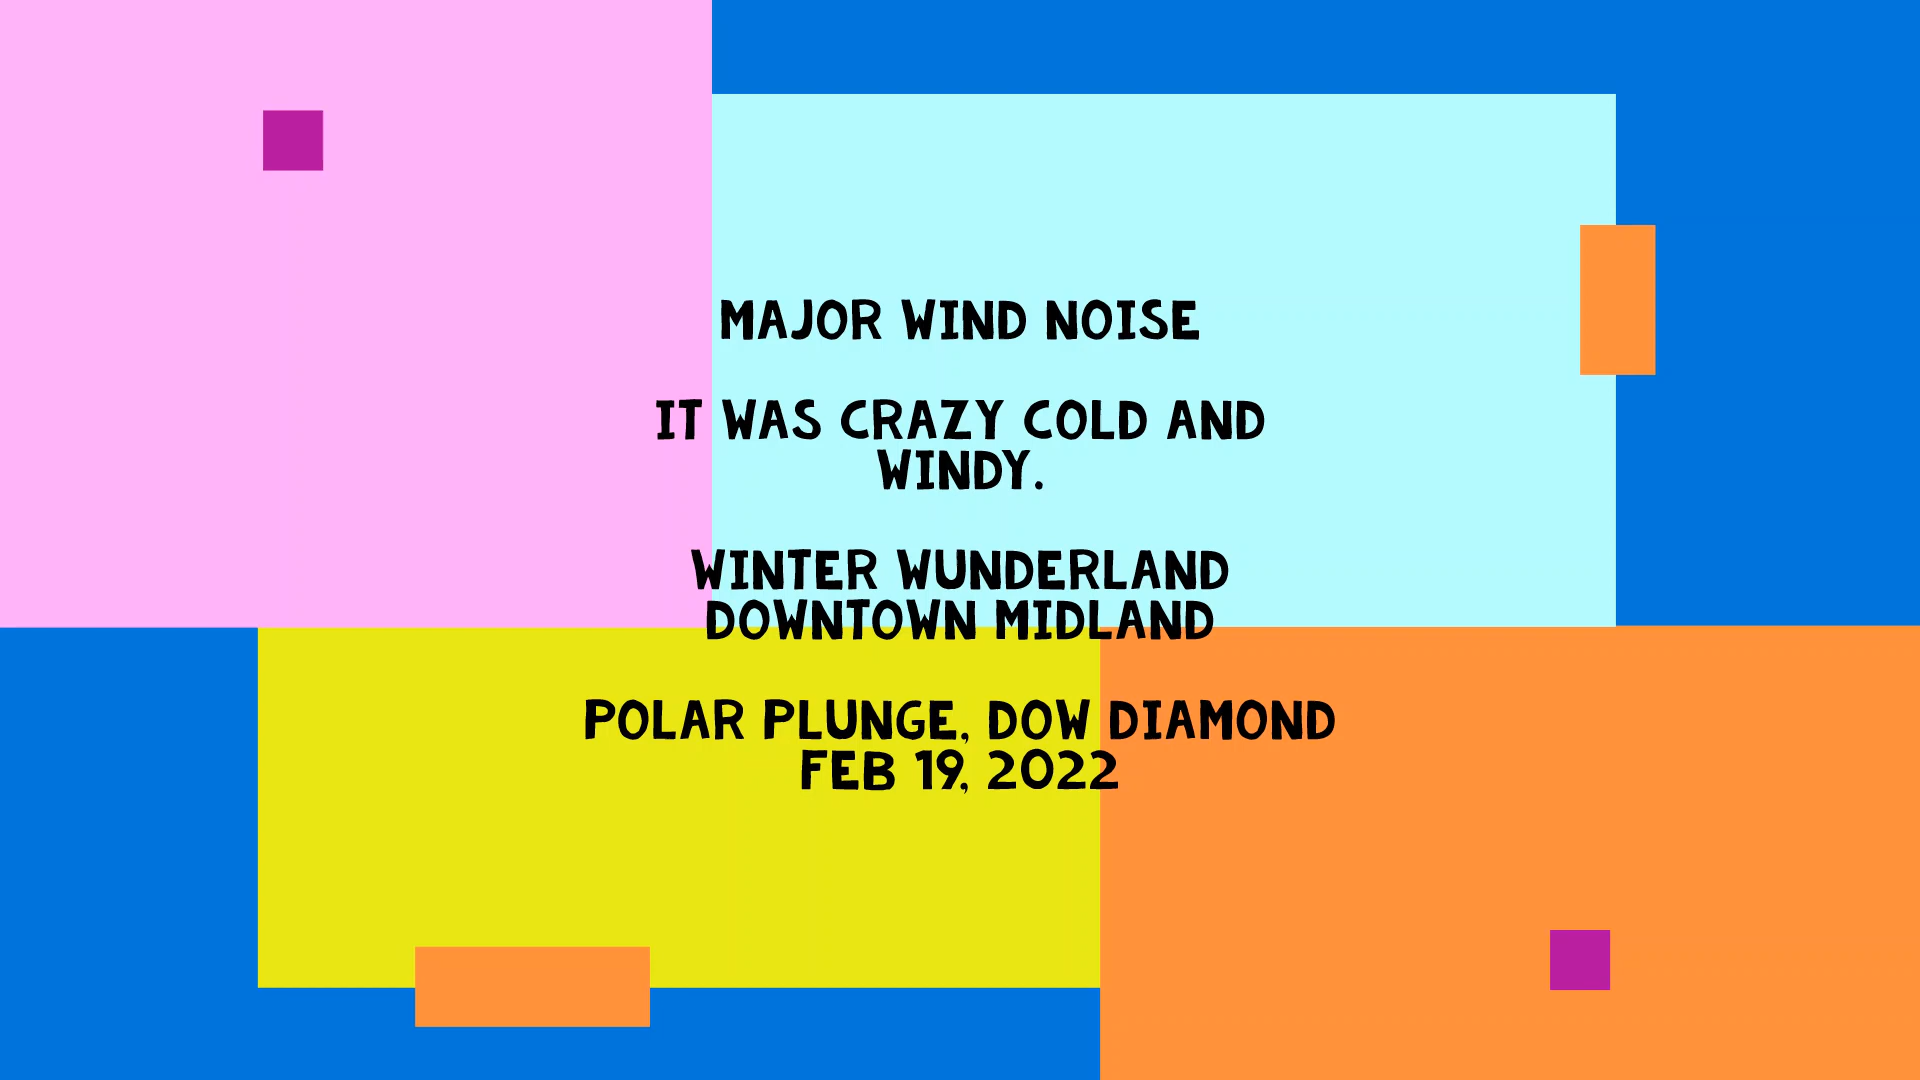 MAJOR WIND NOISE
IT WAS CRAZY COLD AND
WINDY.
WINTER WUNDERLAND
DOWNTOWN MIDLAND
POLAR PLUNGE, DOW DIAMOND
FEB 19, 2022